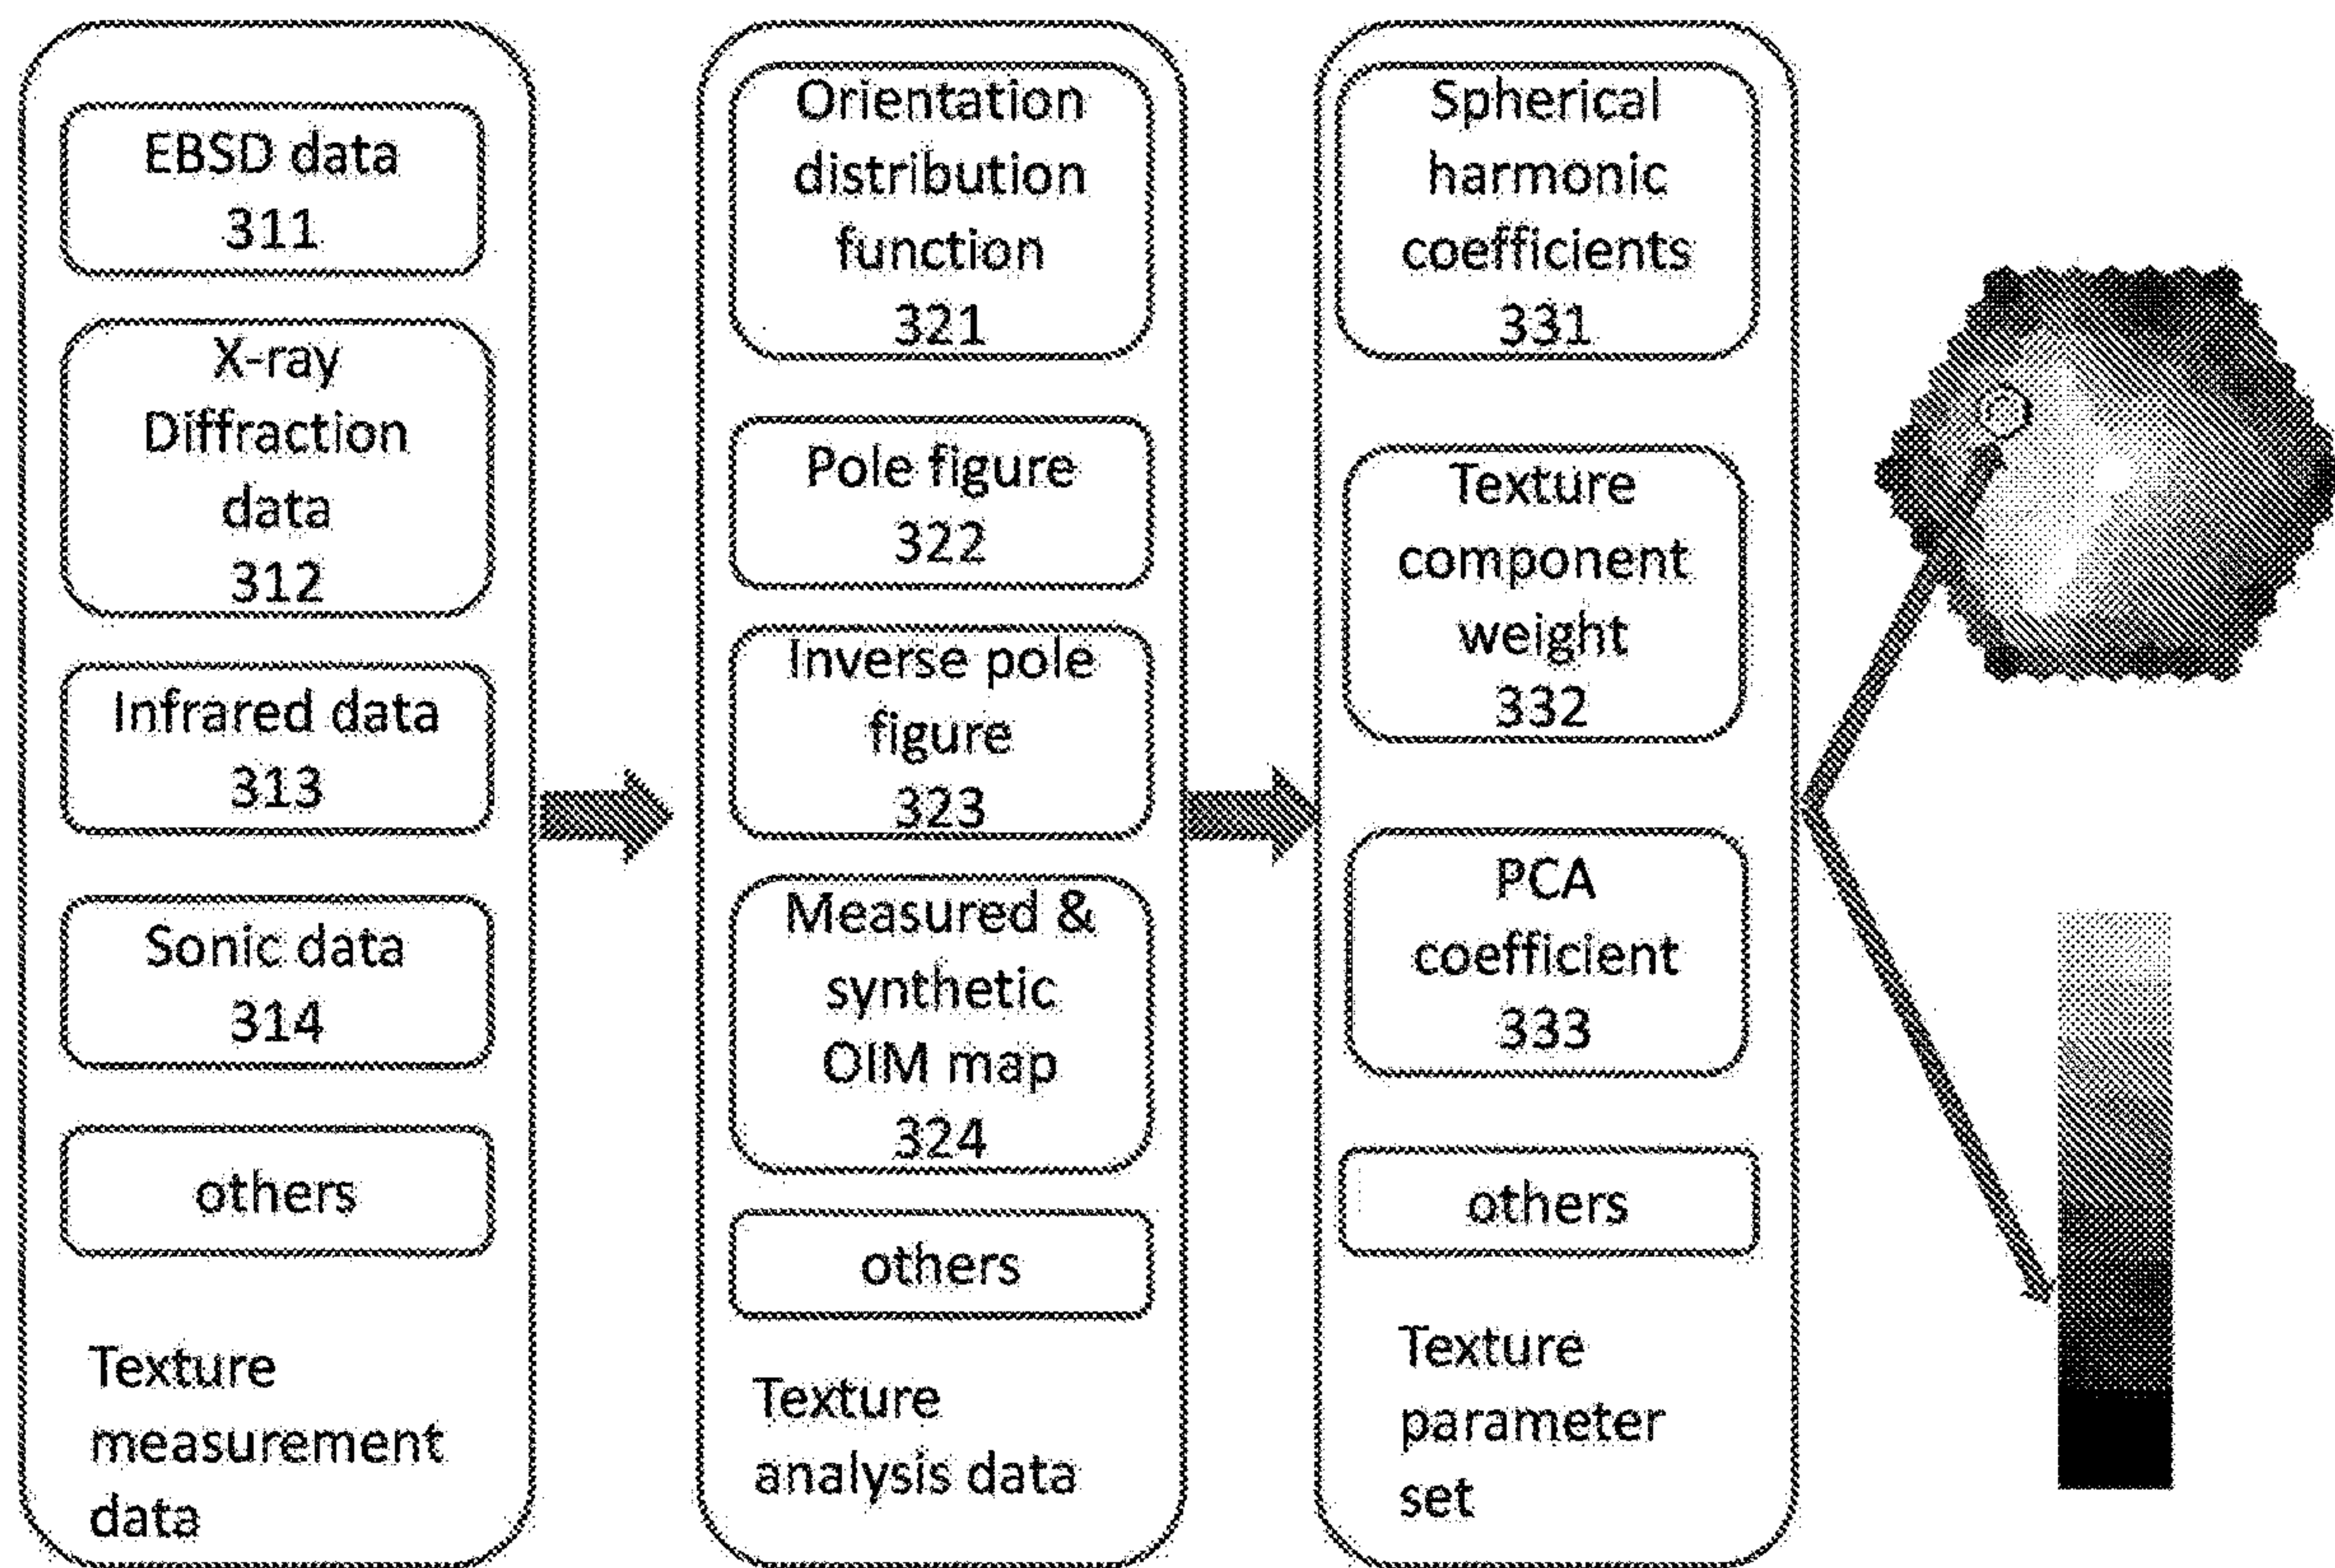 EBSD data
311
X-ray
Diffraction
data
312
Infrared data
313
Sonic data
314
others
Texture
measurement
data
Orientation
distribution
function
321
Pole figure
322
Inverse pole
figure
323
Measured &
synthetic
OIM map
324
others
Texture
analysis data
Spherical
harmonic
coefficients
331
Texture
component
weight
332
PCA
coefficient
333
others
Texture
parameter
set